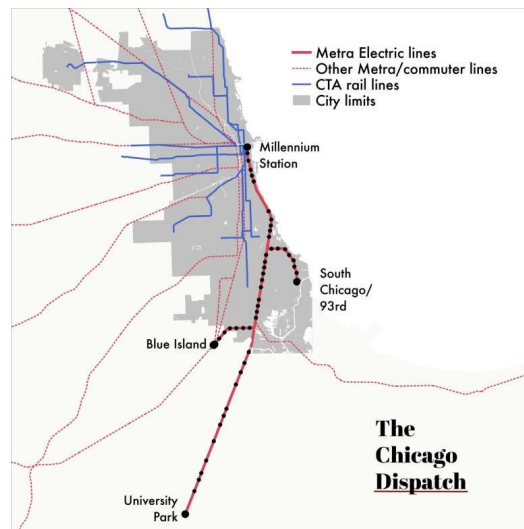 Metra Electric lines
Other Metra/commuter lines
CTA rail lines
City limits
Millennium
Station
South
Chicago/
93rd
Blue Island
University
Park
The
Chicago
Dispatch